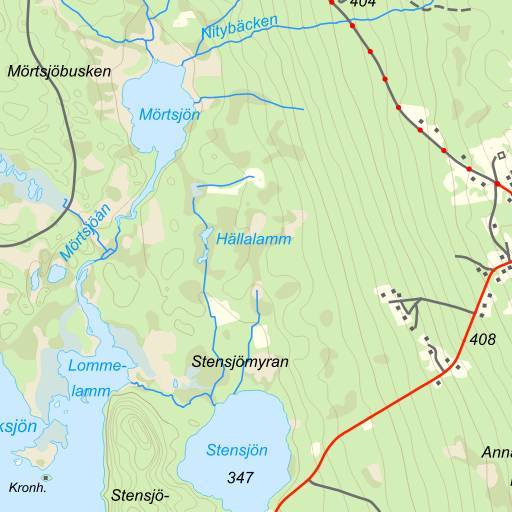 404
Nitybäcken
Mörtsjöbusken
Mörtsjön
Mörtsjöån
Hällalamm
408
Stensjömyran
Lomme-
lamm
ksjön
Stensjön
Anna
347
Kronh.
Stensjö-